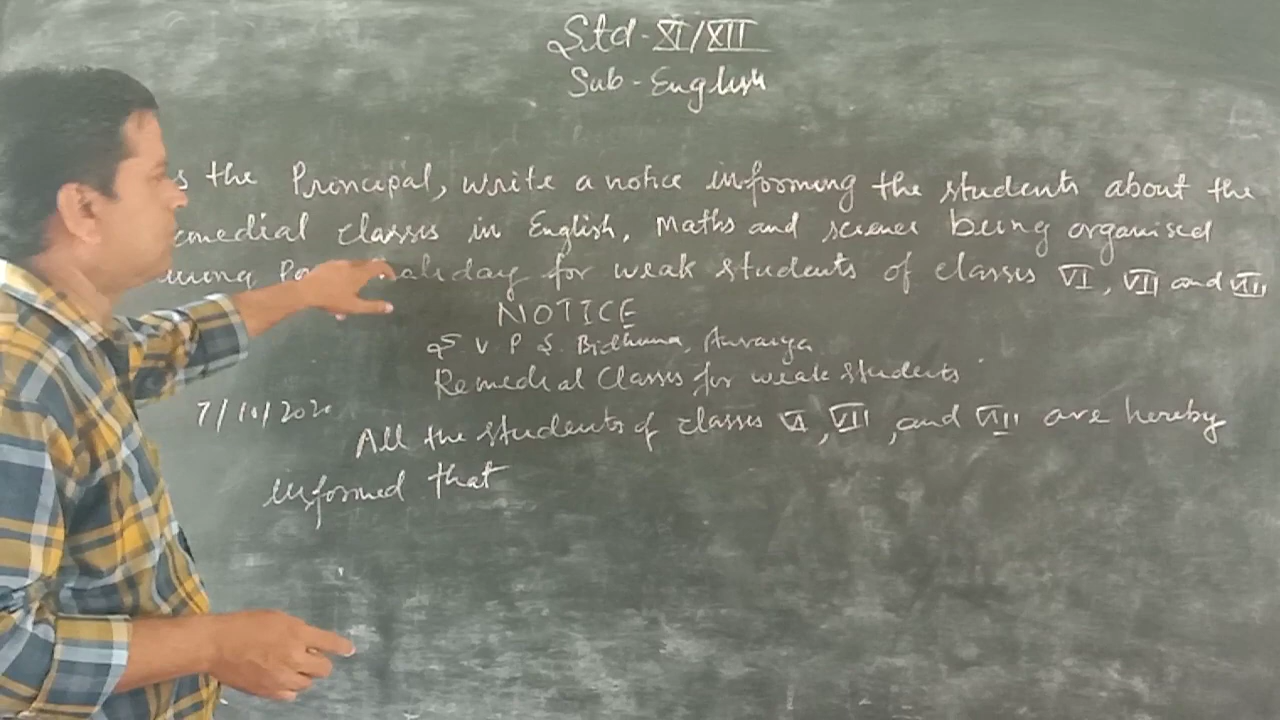 Std - XI/XII
Sub - English
the Principal, write a notice informing the students about the
classes in English, Maths and science being organised
for weak students of classes VI, VII and VIII
NOTICE
S V P S Bidhuna, Auraiya
Remedial Classes for weak students
7/10/2020
All the students of classes VI, VII, and VIII are hereby
informed that